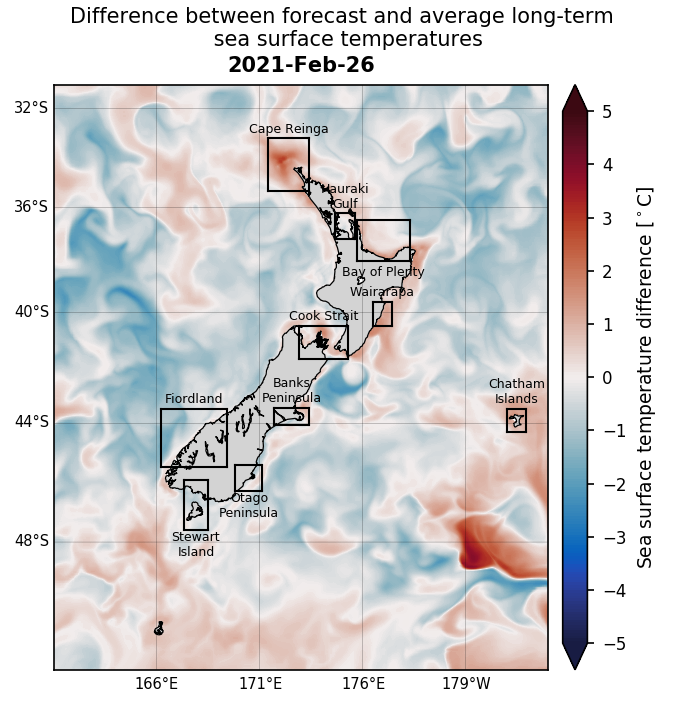 Difference between forecast and average long-term
sea surface temperatures
2021-Feb-26
32°S
36°S
40°S
44°S
48°S
166°E
171°E
176°E
179°W
Cape Reinga
Hauraki
Gulf
Bay of Plenty
Wairarapa
Cook Strait
Banks
Peninsula
Chatham
Islands
Fiordland
Otago
Peninsula
Stewart
Island
5
4
3
2
1
0
−1
−2
−3
−4
−5
Sea surface temperature difference [°C]